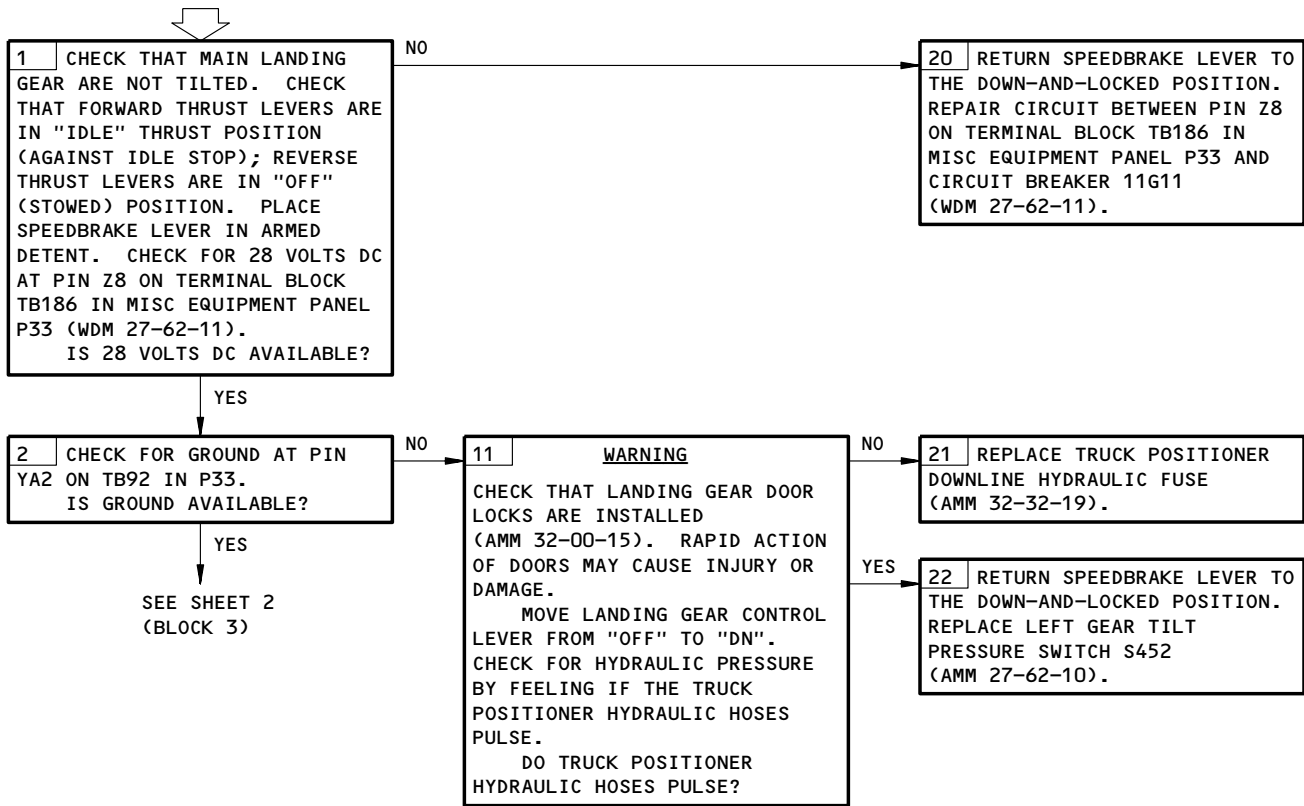 1 CHECK THAT MAIN LANDING
GEAR ARE NOT TILTED. CHECK
THAT FORWARD THRUST LEVERS ARE
IN "IDLE" THRUST POSITION
(AGAINST IDLE STOP); REVERSE
THRUST LEVERS ARE IN "OFF"
(STOWED) POSITION. PLACE
SPEEDBRAKE LEVER IN ARMED
DETENT. CHECK FOR 28 VOLTS DC
AT PIN Z8 ON TERMINAL BLOCK
TB186 IN MISC EQUIPMENT PANEL
P33 (WDM 27-62-11).
IS 28 VOLTS DC AVAILABLE?
NO
20 RETURN SPEEDBRAKE LEVER TO
THE DOWN-AND-LOCKED POSITION.
REPAIR CIRCUIT BETWEEN PIN Z8
ON TERMINAL BLOCK TB186 IN
MISC EQUIPMENT PANEL P33 AND
CIRCUIT BREAKER 11G11
(WDM 27-62-11).
YES
2 CHECK FOR GROUND AT PIN
YA2 ON TB92 IN P33.
IS GROUND AVAILABLE?
YES
SEE SHEET 2
(BLOCK 3)
NO
11 WARNING
CHECK THAT LANDING GEAR DOOR
LOCKS ARE INSTALLED
(AMM 32-00-15). RAPID ACTION
OF DOORS MAY CAUSE INJURY OR
DAMAGE.
MOVE LANDING GEAR CONTROL
LEVER FROM "OFF" TO "DN".
CHECK FOR HYDRAULIC PRESSURE
BY FEELING IF THE TRUCK
POSITIONER HYDRAULIC HOSES
PULSE.
DO TRUCK POSITIONER
HYDRAULIC HOSES PULSE?
NO
21 REPLACE TRUCK POSITIONER
DOWNLINE HYDRAULIC FUSE
(AMM 32-32-19).
YES
22 RETURN SPEEDBRAKE LEVER TO
THE DOWN-AND-LOCKED POSITION.
REPLACE LEFT GEAR TILT
PRESSURE SWITCH S452
(AMM 27-62-10).